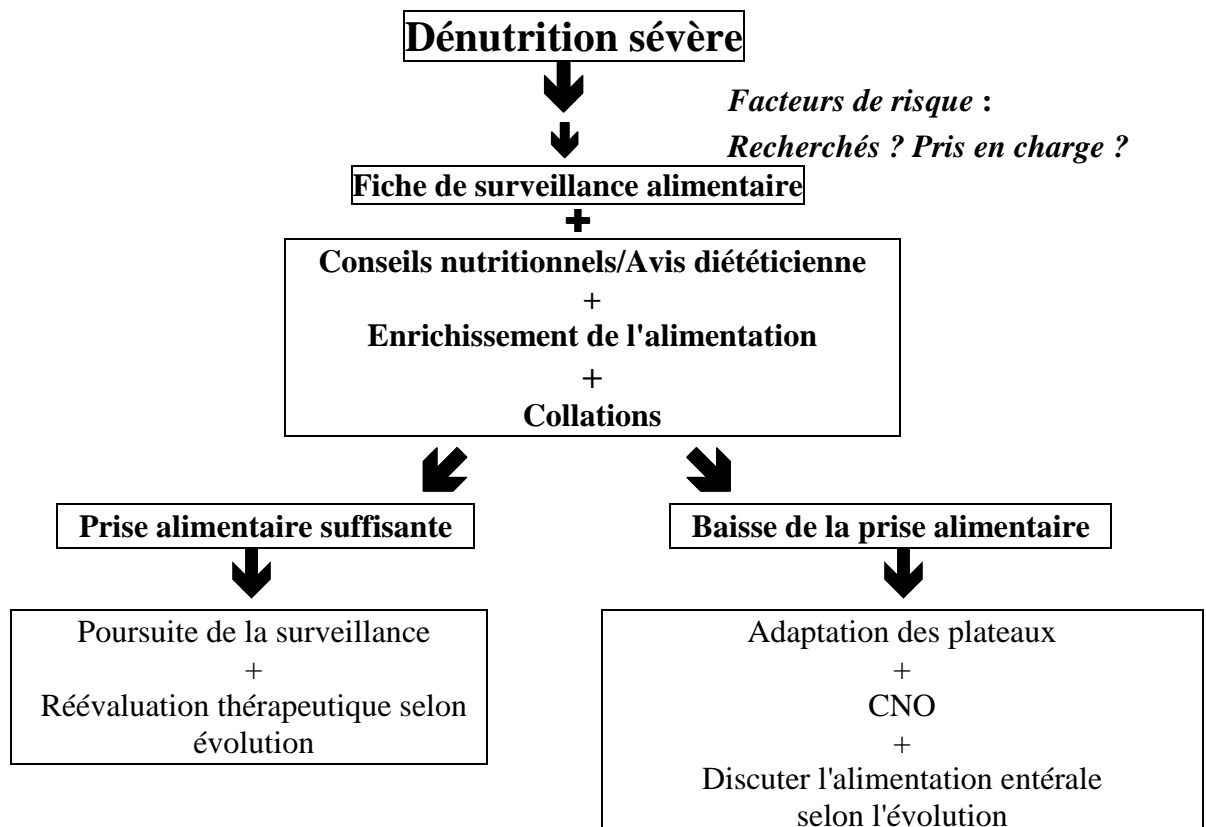 Dénutrition sévère
Facteurs de risque :
Recherchés ? Pris en charge ?
Fiche de surveillance alimentaire
+
Conseils nutritionnels/Avis diététicienne
+
Enrichissement de l'alimentation
+
Collations
Prise alimentaire suffisante
Baisse de la prise alimentaire
Poursuite de la surveillance
+
Réévaluation thérapeutique selon
évolution
Adaptation des plateaux
+
CNO
+
Discuter l'alimentation entérale
selon l'évolution